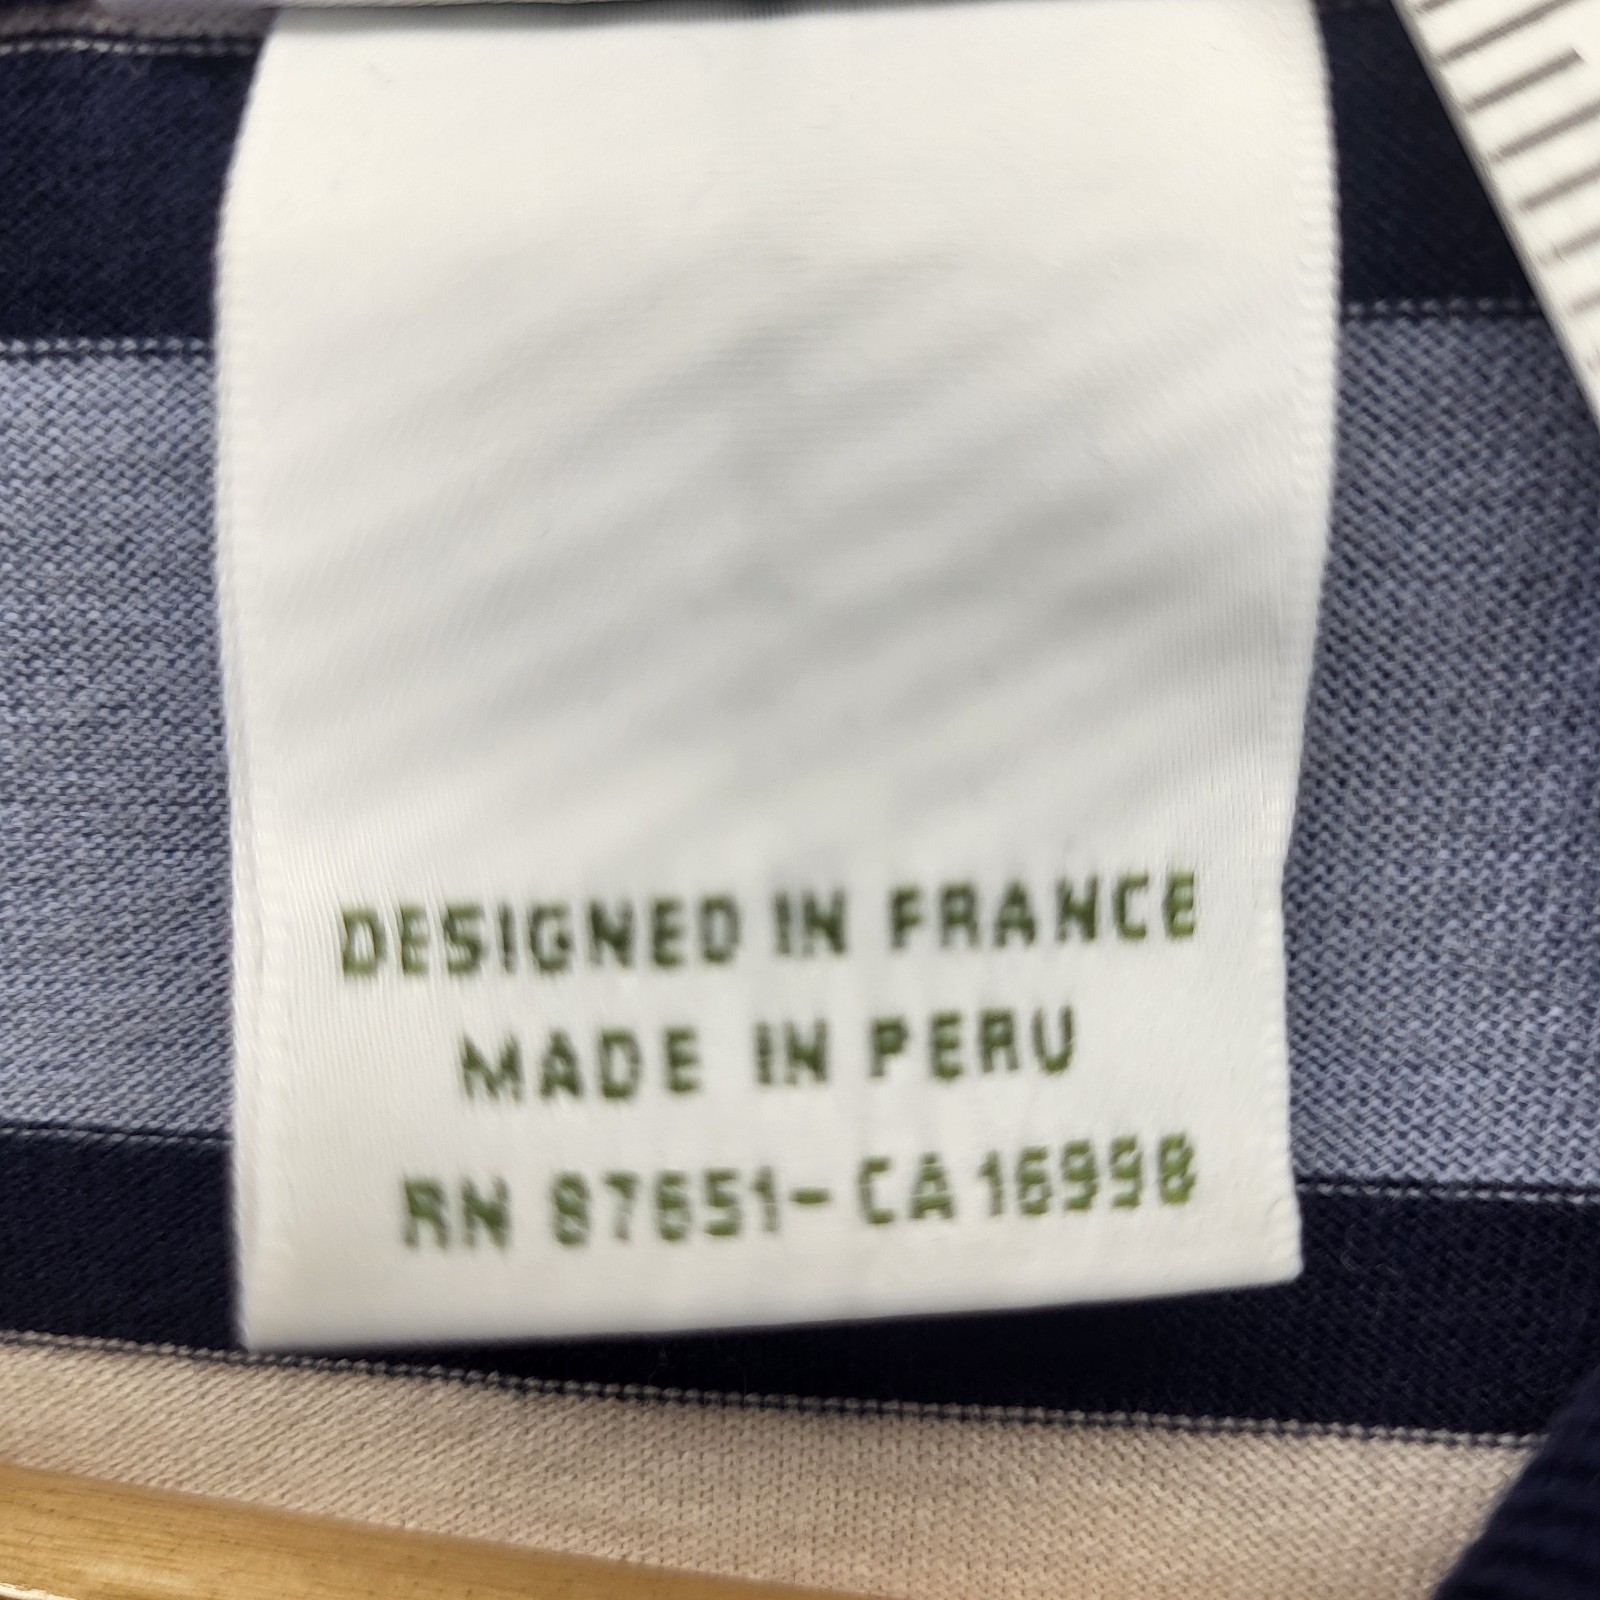 DESIGNED IN FRANCE
MADE IN PERU
RN 87651-CA 16998